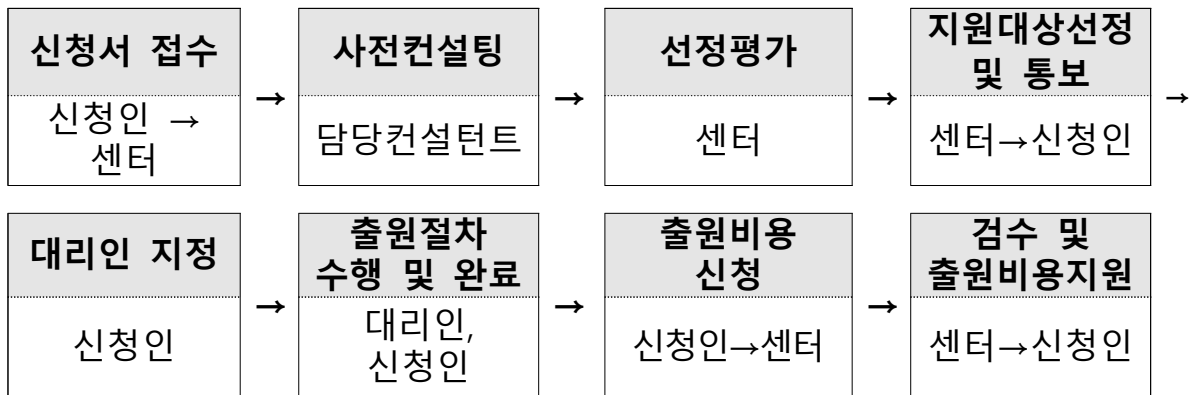 신청서 접수
신청인 →
센터
→
사전컨설팅
담당컨설턴트
→
선정평가
센터
→
지원대상선정
및 통보
센터→신청인
→
대리인 지정
신청인
→
출원절차
수행 및 완료
대리인,
신청인
→
출원비용
신청
신청인→센터
→
검수 및
출원비용지원
센터→신청인